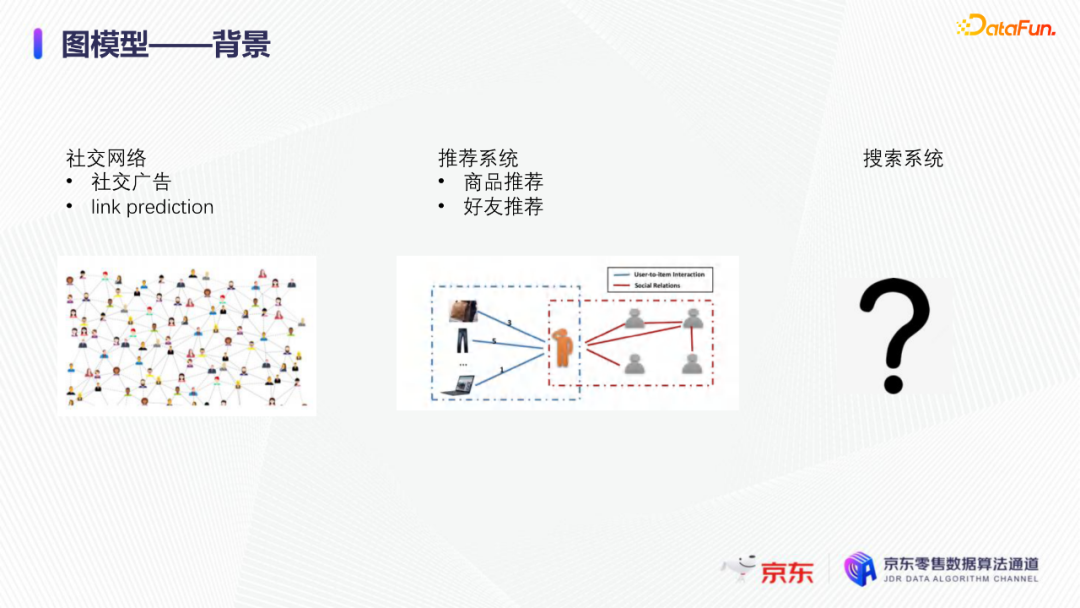 图模型——背景
DataFun.
社交网络
• 社交广告
• link prediction
推荐系统
• 商品推荐
• 好友推荐
搜索系统
User-to-Item Interaction
Social Relations
3
5
...
1
?
京东
京东零售数据算法通道
JDR DATA ALGORITHM CHANNEL